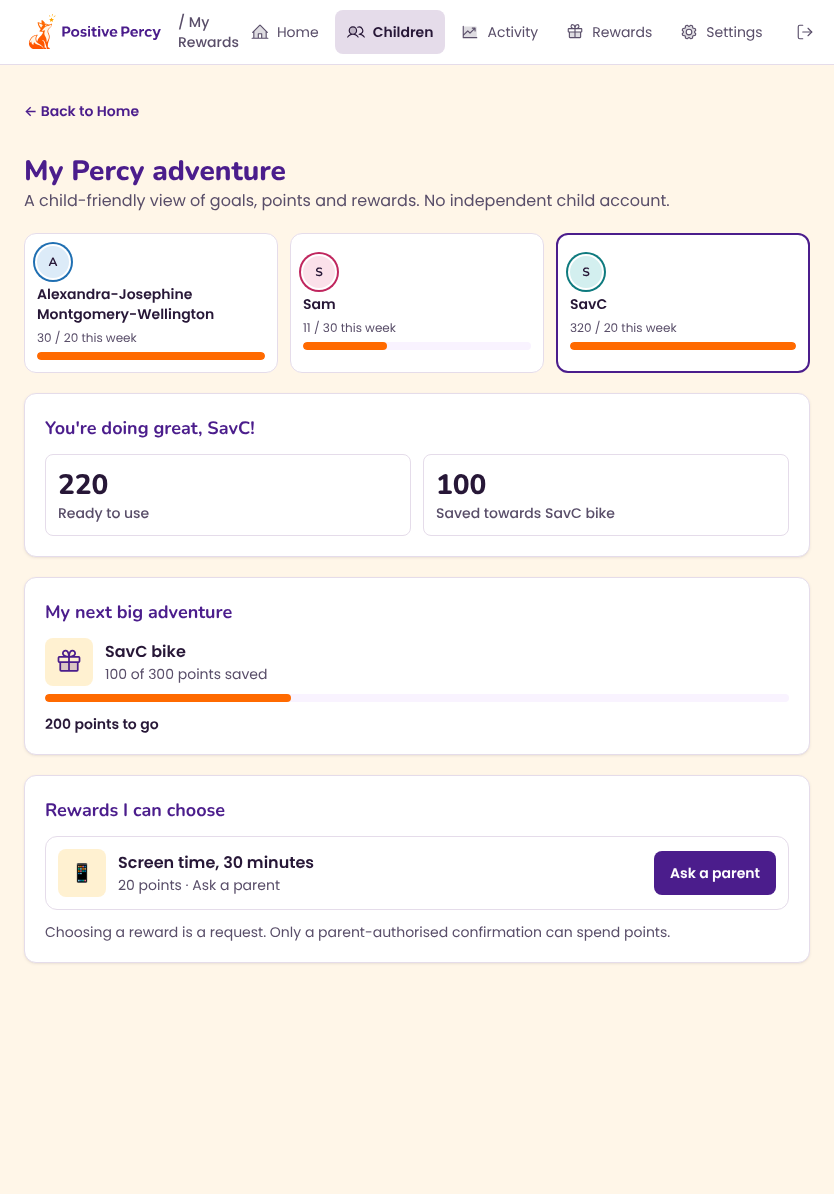 Positive Percy
/ My
Rewards
Home
Children
Activity
Rewards
Settings
← Back to Home
My Percy adventure
A child-friendly view of goals, points and rewards. No independent child account.
A
Alexandra-Josephine
Montgomery-Wellington
30 / 20 this week
S
Sam
11 / 30 this week
S
SavC
320 / 20 this week
You're doing great, SavC!
220
Ready to use
100
Saved towards SavC bike
My next big adventure
SavC bike
100 of 300 points saved
200 points to go
Rewards I can choose
Screen time, 30 minutes
20 points · Ask a parent
Ask a parent
Choosing a reward is a request. Only a parent-authorised confirmation can spend points.